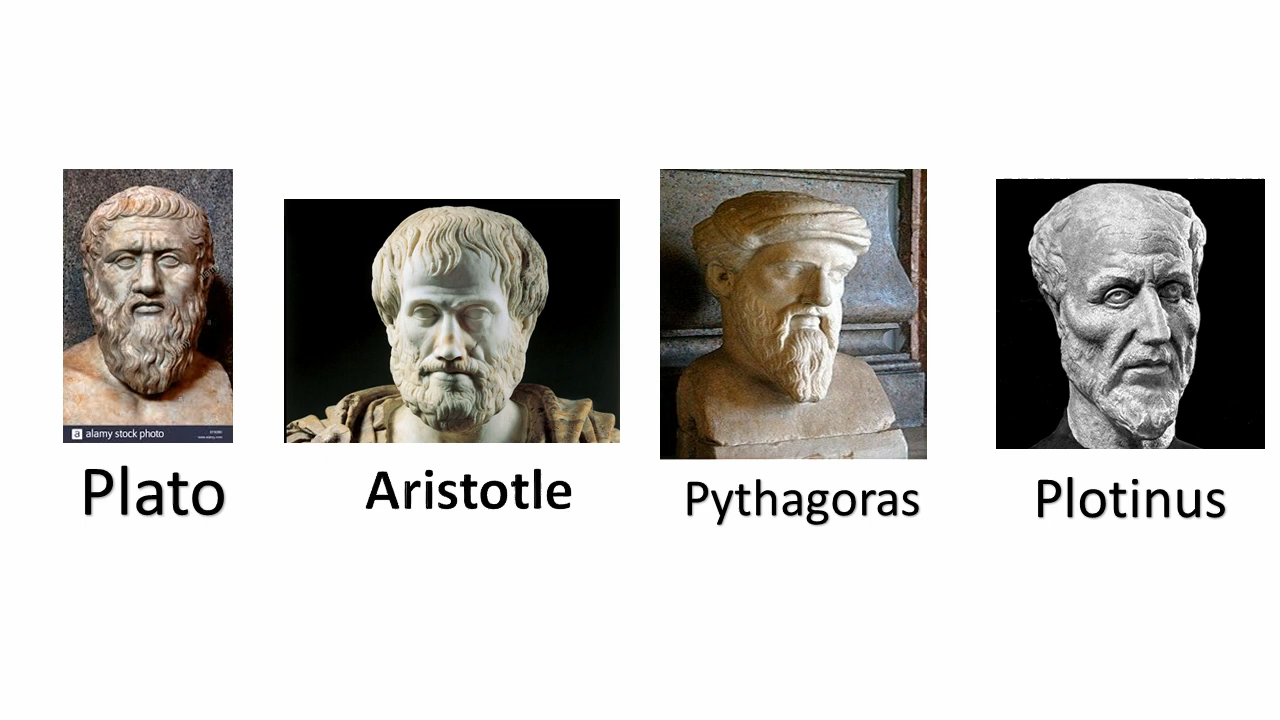 alamy stock photo
Plato
Aristotle
Pythagoras
Plotinus